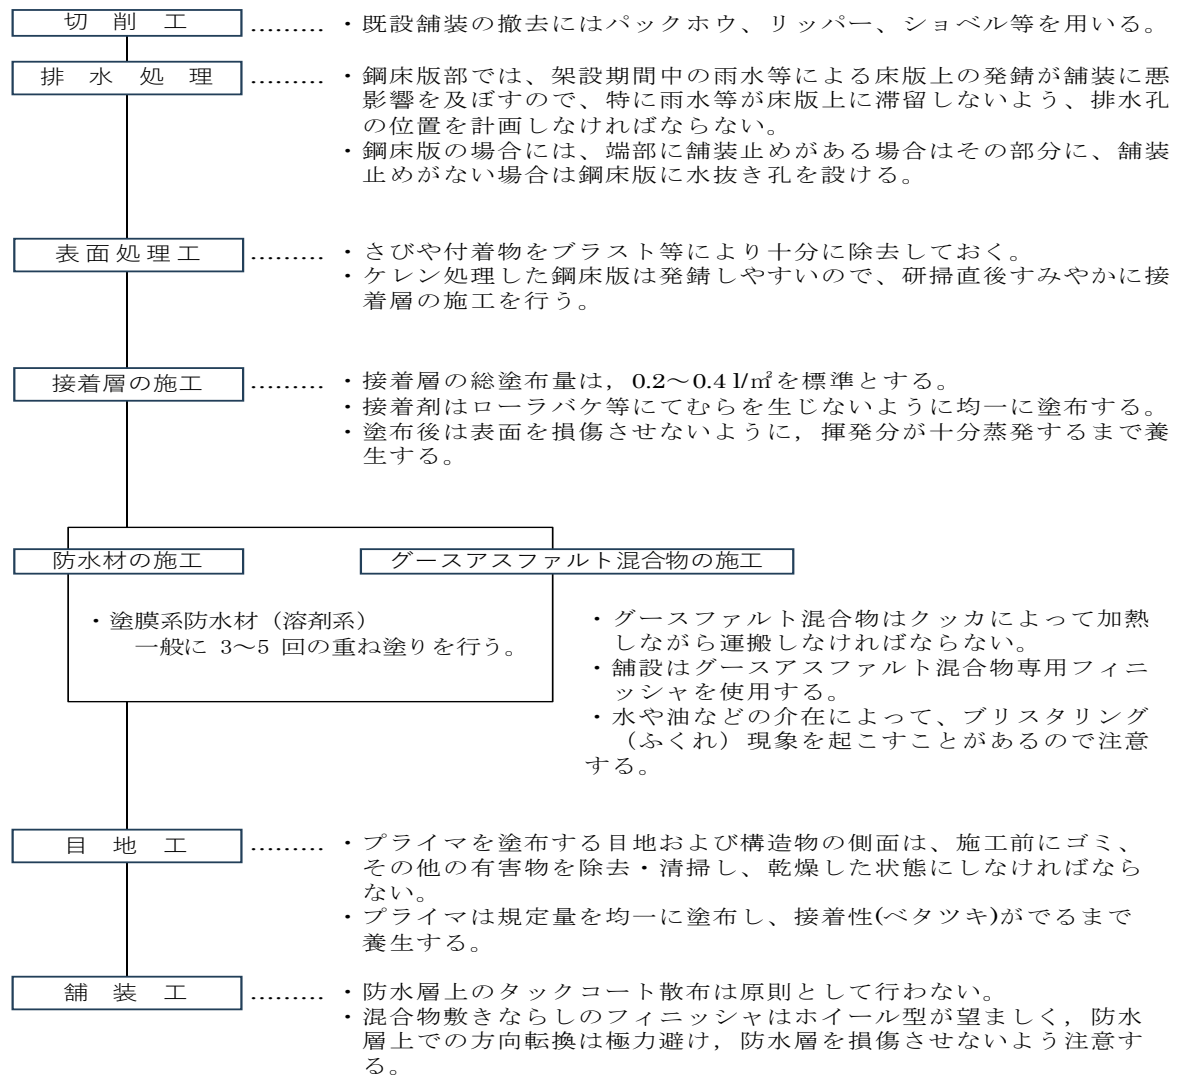 切 削 工 ……… ・既設舗装の撤去にはパックホウ、リッパー、ショベル等を用いる。
排 水 処 理 ……… ・鋼床版部では、架設期間中の雨水等による床版上の発錆が舗装に悪
影響を及ぼすので、特に雨水等が床版上に滞留しないよう、排水孔
の位置を計画しなければならない。
・鋼床版の場合には、端部に舗装止めがある場合はその部分に、舗装
止めがない場合は鋼床版に水抜き孔を設ける。
表面処理工 ……… ・さびや付着物をブラスト等により十分に除去しておく。
・ケレン処理した鋼床版は発錆しやすいので、研掃直後すみやかに接
着層の施工を行う。
接着層の施工 ……… ・接着層の総塗布量は，0.2～0.4 l/㎡を標準とする。
・接着剤はローラバケ等にてむらを生じないように均一に塗布する。
・塗布後は表面を損傷させないように，揮発分が十分蒸発するまで養
生する。
防水材の施工
・塗膜系防水材（溶剤系）
一般に 3～5 回の重ね塗りを行う。
グースアスファルト混合物の施工
・グースファルト混合物はクッカによって加熱
しながら運搬しなければならない。
・舗設はグースアスファルト混合物専用フィニ
ッシャを使用する。
・水や油などの介在によって、ブリスタリング
（ふくれ）現象を起こすことがあるので注意
する。
目 地 工 ……… ・プライマを塗布する目地および構造物の側面は、施工前にゴミ、
その他の有害物を除去・清掃し、乾燥した状態にしなければなら
ない。
・プライマは規定量を均一に塗布し、接着性(ベタツキ)がでるまで
養生する。
舗 装 工 ……… ・防水層上のタックコート散布は原則として行わない。
・混合物敷きならしのフィニッシャはホイール型が望ましく，防水
層上での方向転換は極力避け，防水層を損傷させないよう注意す
る。